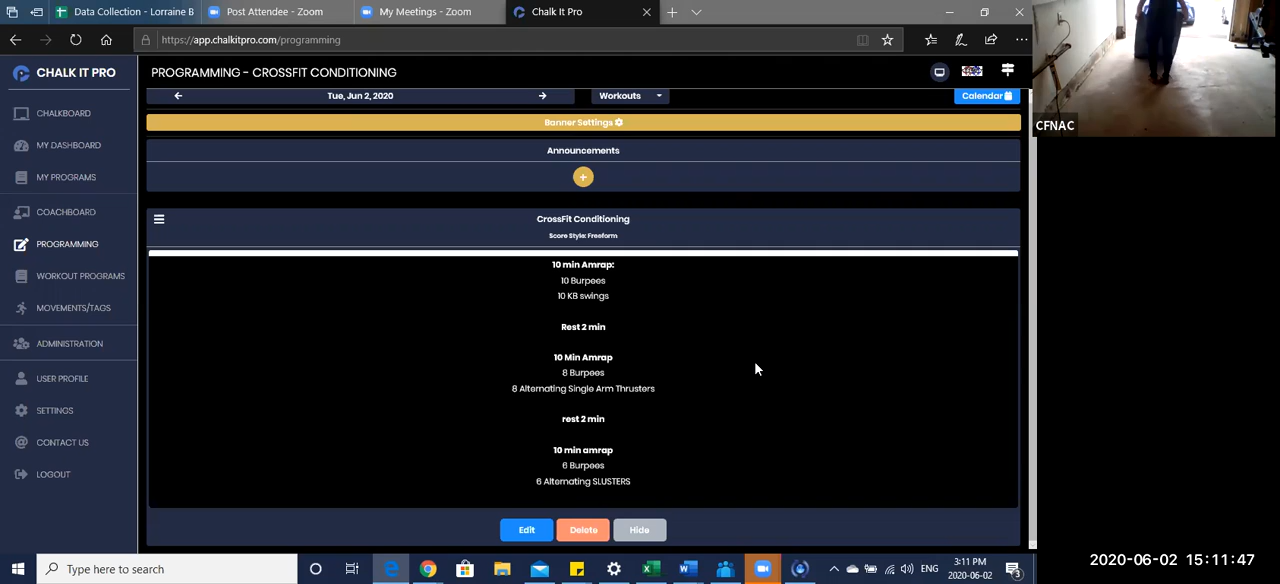 Data Collection - Lorraine B
Post Attendee - Zoom
My Meetings - Zoom
Chalk It Pro
https://app.chalkitpro.com/programming
CHALK IT PRO
PROGRAMMING - CROSSFIT CONDITIONING
Tue, Jun 2, 2020
Workouts
Calendar
Banner Settings
Announcements
CHALKBOARD
MY DASHBOARD
MY PROGRAMS
COACHBOARD
PROGRAMMING
WORKOUT PROGRAMS
MOVEMENTS/TAGS
ADMINISTRATION
USER PROFILE
SETTINGS
CONTACT US
LOGOUT
CrossFit Conditioning
Score Style: Freeform
10 min Amrap:
10 Burpees
10 KB swings
Rest 2 min
10 Min Amrap
8 Burpees
8 Alternating Single Arm Thrusters
rest 2 min
10 min amrap
6 Burpees
6 Alternating SLUSTERS
Edit
Delete
Hide
CFNAC
Type here to search
ENG
3:11 PM
2020-06-02
3
2020-06-02 15:11:47